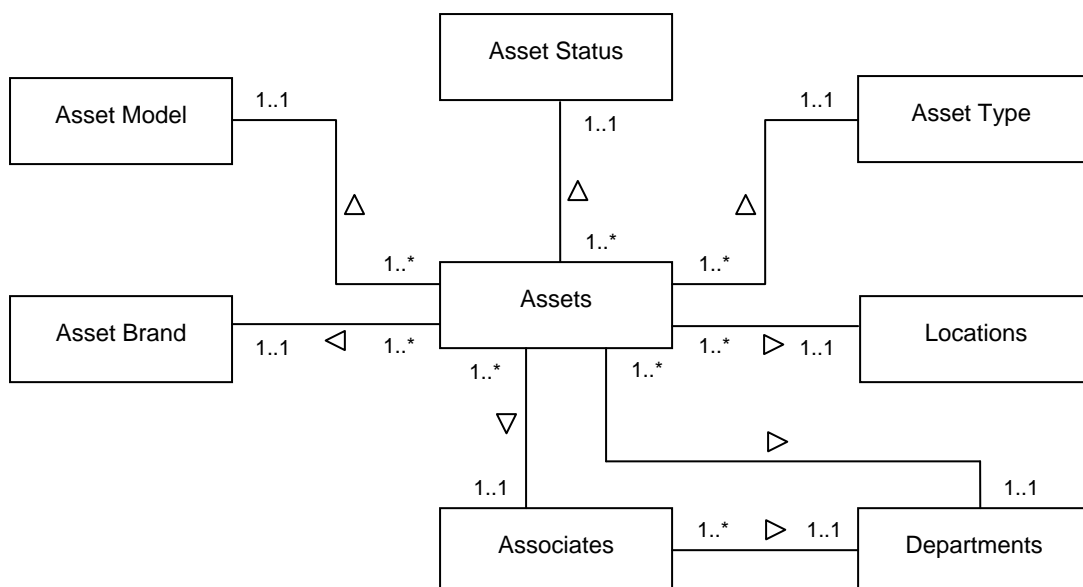 Asset Status
Asset Model
1..1
1..1
1..1
Asset Type
1..*
1..*
1..*
Assets
Asset Brand
1..1
1..*
1..*
1..1
Locations
1..*
1..*
1..1
1..1
Associates
1..*
1..1
Departments